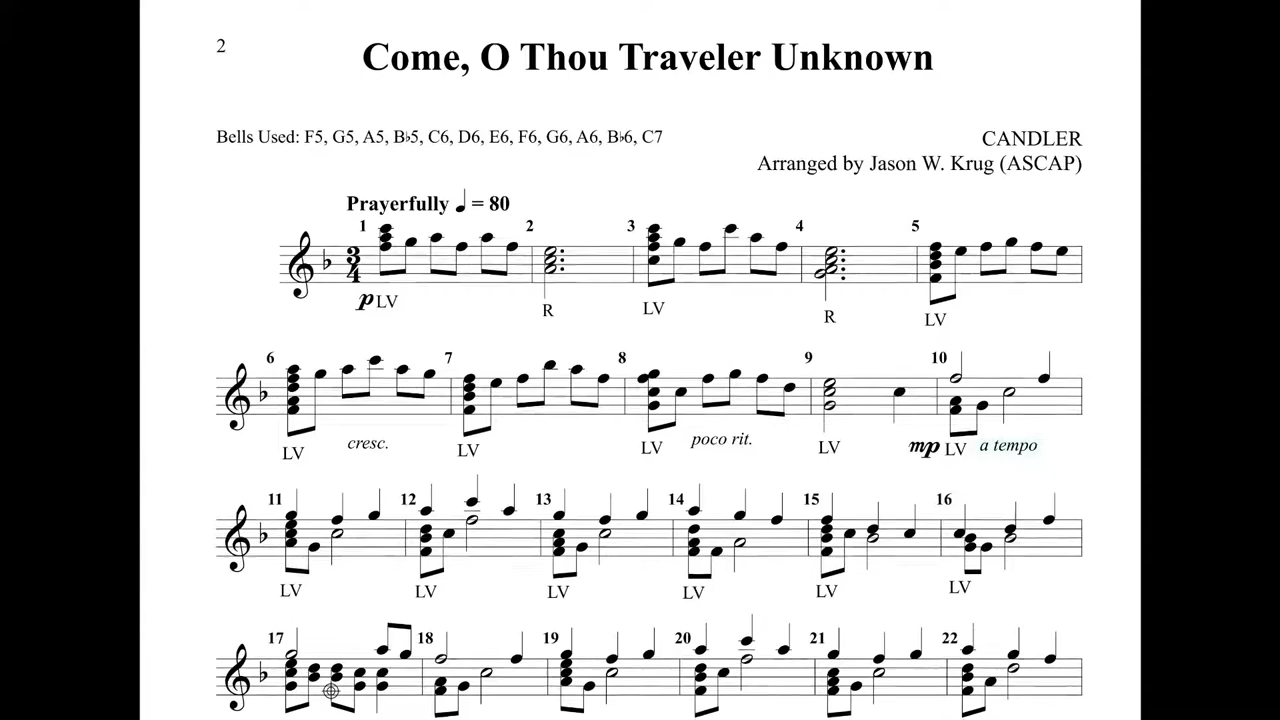 2
Come, O Thou Traveler Unknown
Bells Used: F5, G5, A5, B♭5, C6, D6, E6, F6, G6, A6, B♭6, C7
CANDLER
Arranged by Jason W. Krug (ASCAP)
Prayerfully ♩ = 80
1 2 3 4 5
3
4
p LV R LV R LV
6 7 8 9 10
LV cresc. LV LV poco rit. LV mp LV a tempo
11 12 13 14 15 16
LV LV LV LV LV LV
17 18 19 20 21 22